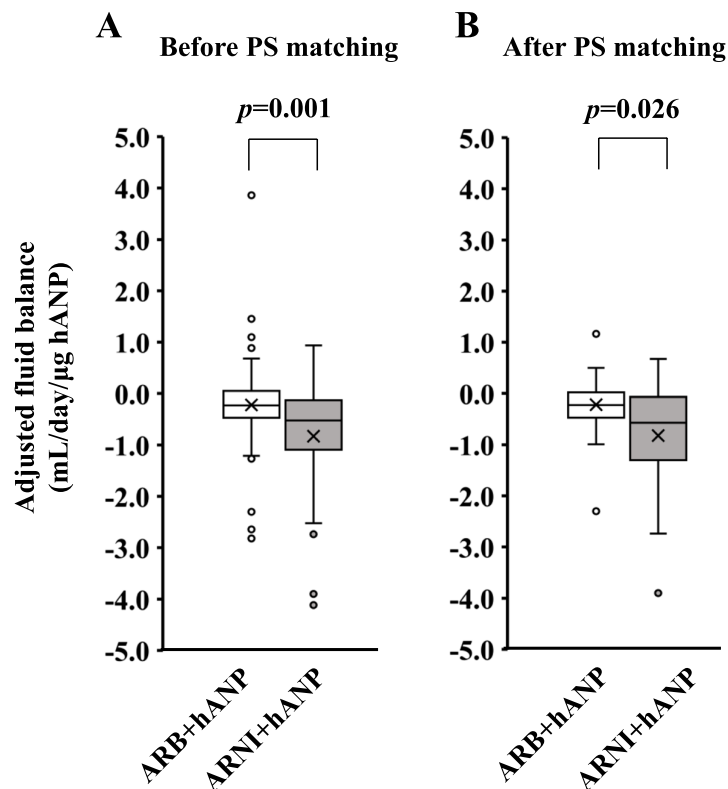 A
Before PS matching
p=0.001
5.0
4.0
3.0
2.0
1.0
0.0
-1.0
-2.0
-3.0
-4.0
-5.0
Adjusted fluid balance
(mL/day/µg hANP)
ARB+hANP
ARNI+hANP
B
After PS matching
p=0.026
5.0
4.0
3.0
2.0
1.0
0.0
-1.0
-2.0
-3.0
-4.0
-5.0
ARB+hANP
ARNI+hANP